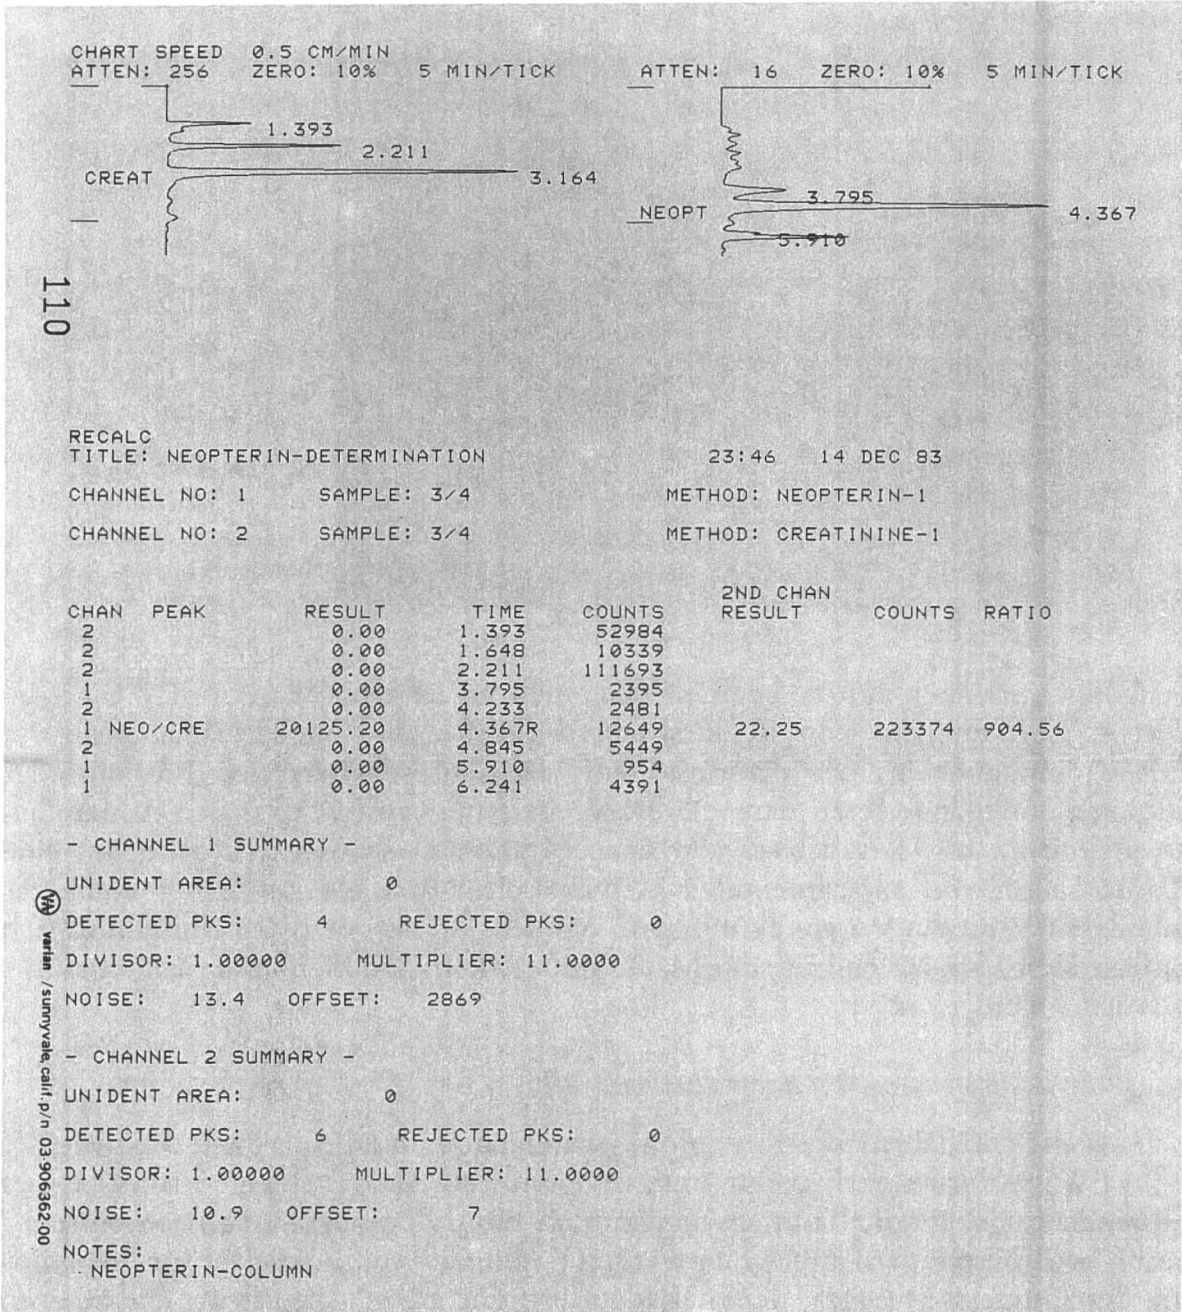 CHART SPEED 0.5 CM/MIN
ATTEN: 256 ZERO: 10% 5 MIN/TICK
ATTEN: 16 ZERO: 10% 5 MIN/TICK
1.393
2.211
CREAT 3.164
3.795
NEOPT 4.367
5.910
110
RECALC
TITLE: NEOPTERIN-DETERMINATION 23:46 14 DEC 83
CHANNEL NO: 1 SAMPLE: 3/4 METHOD: NEOPTERIN-1
CHANNEL NO: 2 SAMPLE: 3/4 METHOD: CREATININE-1
2ND CHAN
CHAN PEAK RESULT TIME COUNTS RESULT COUNTS RATIO
2 0.00 1.393 52984
2 0.00 1.648 10339
2 0.00 2.211 111693
1 0.00 3.795 2395
2 0.00 4.233 2481
1 NEO/CRE 20125.20 4.367R 12649 22.25 223374 904.56
2 0.00 4.845 5449
1 0.00 5.910 954
1 0.00 6.241 4391
- CHANNEL 1 SUMMARY -
UNIDENT AREA: 0
DETECTED PKS: 4 REJECTED PKS: 0
DIVISOR: 1.00000 MULTIPLIER: 11.0000
NOISE: 13.4 OFFSET: 2869
- CHANNEL 2 SUMMARY -
UNIDENT AREA: 0
DETECTED PKS: 6 REJECTED PKS: 0
DIVISOR: 1.00000 MULTIPLIER: 11.0000
NOISE: 10.9 OFFSET: 7
NOTES:
NEOPTERIN-COLUMN
VA varian / sunnyvale, calif. p/n 03-906362-00